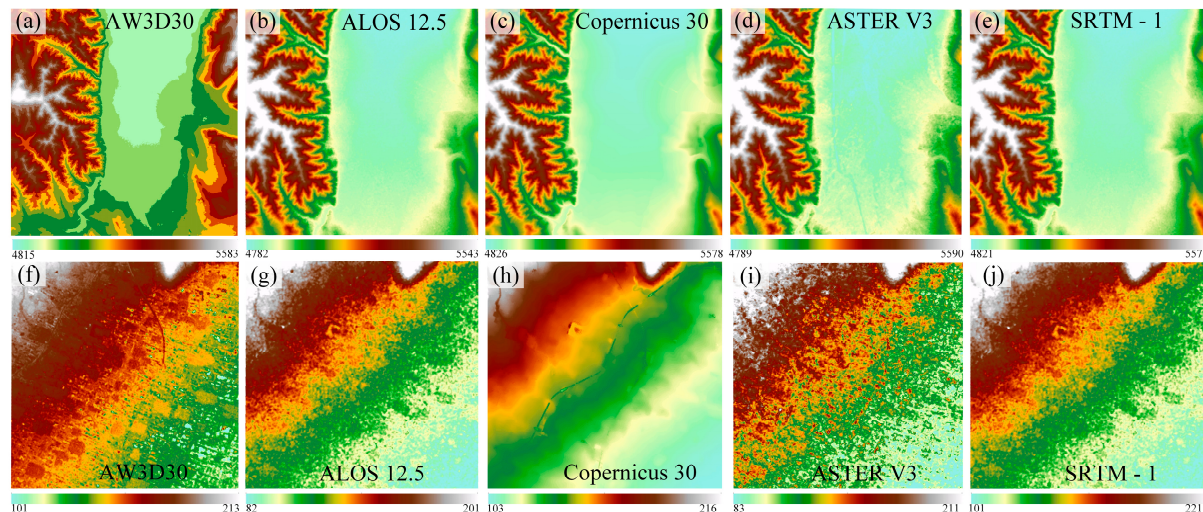 (a) AW3D30
(b) ALOS 12.5
(c) Copernicus 30
(d) ASTER V3
(e) SRTM - 1
4815 5583
4782 5543
4826 5578
4789 5590
4821 557
(f) AW3D30
(g) ALOS 12.5
(h) Copernicus 30
(i) ASTER V3
(j) SRTM - 1
101 213
82 201
103 216
83 211
101 221